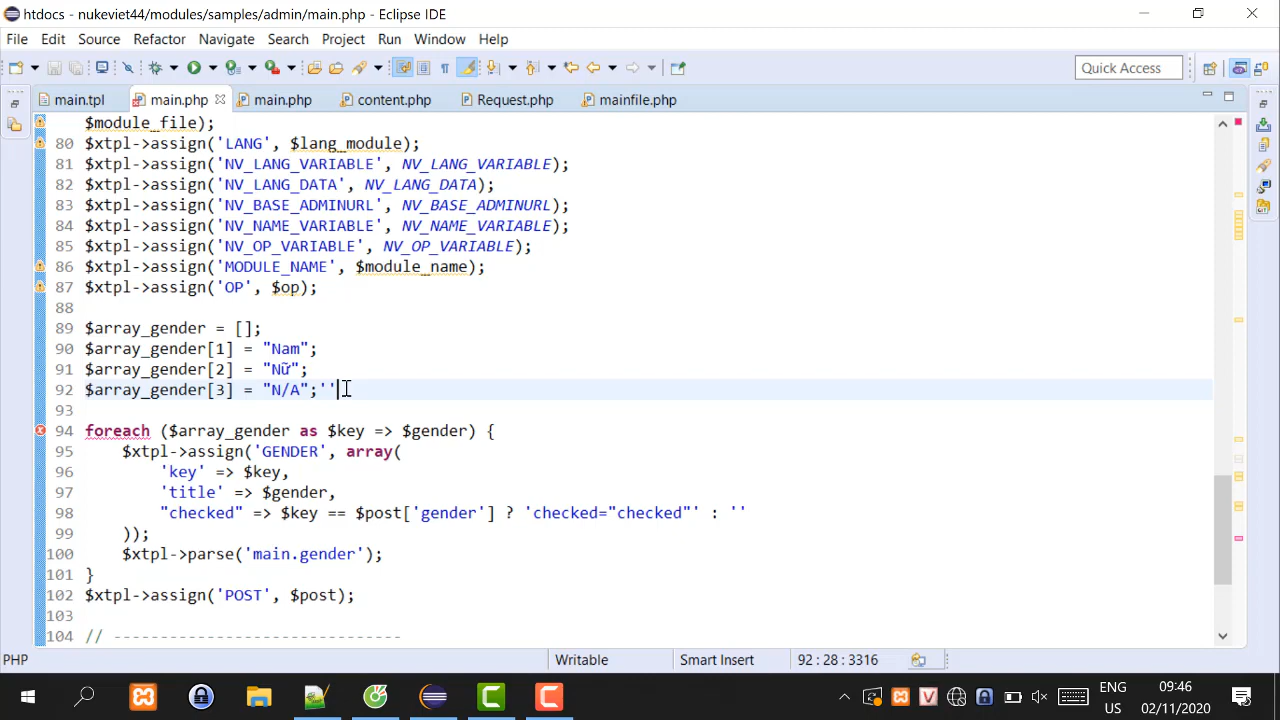 htdocs - nukeviet44/modules/samples/admin/main.php - Eclipse IDE
File Edit Source Refactor Navigate Search Project Run Window Help
Quick Access
main.tpl main.php main.php content.php Request.php mainfile.php
$module_file);
80 $xtpl->assign('LANG', $lang_module);
81 $xtpl->assign('NV_LANG_VARIABLE', NV_LANG_VARIABLE);
82 $xtpl->assign('NV_LANG_DATA', NV_LANG_DATA);
83 $xtpl->assign('NV_BASE_ADMINURL', NV_BASE_ADMINURL);
84 $xtpl->assign('NV_NAME_VARIABLE', NV_NAME_VARIABLE);
85 $xtpl->assign('NV_OP_VARIABLE', NV_OP_VARIABLE);
86 $xtpl->assign('MODULE_NAME', $module_name);
87 $xtpl->assign('OP', $op);
88
89 $array_gender = [];
90 $array_gender[1] = "Nam";
91 $array_gender[2] = "Nữ";
92 $array_gender[3] = "N/A";''
93
94 foreach ($array_gender as $key => $gender) {
95 $xtpl->assign('GENDER', array(
96 'key' => $key,
97 'title' => $gender,
98 "checked" => $key == $post['gender'] ? 'checked="checked"' : ''
99 ));
100 $xtpl->parse('main.gender');
101 }
102 $xtpl->assign('POST', $post);
103
104 // -------------------------------
PHP Writable Smart Insert 92 : 28 : 3316
ENG 09:46
US 02/11/2020